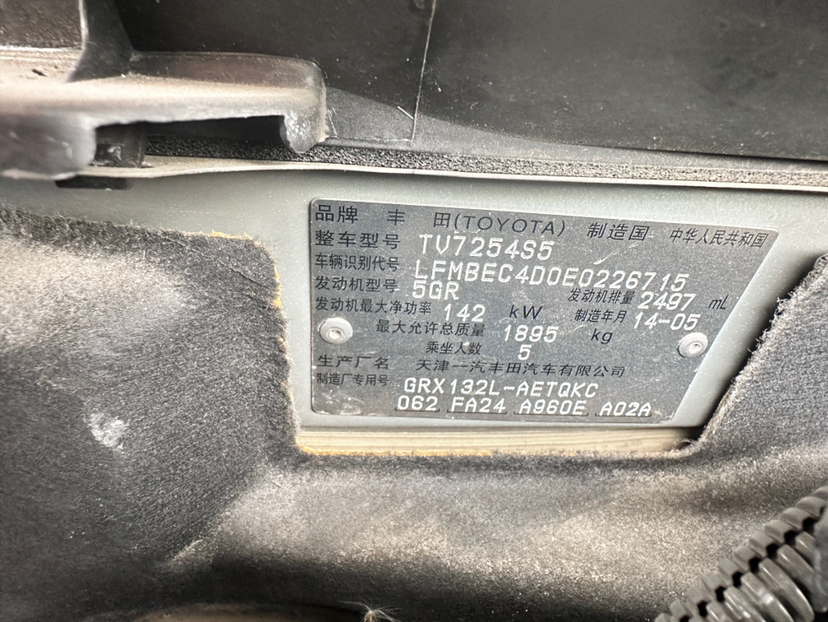 品牌 丰田(TOYOTA) 制造国 中华人民共和国
整车型号 TV7254S5
车辆识别代号 LFMBEC4D0E0226715
发动机型号 5GR 发动机排量 2497 mL
发动机最大净功率 142 kW 制造年月 14-05
最大允许总质量 1895 kg
乘坐人数 5
生产厂名 天津一汽丰田汽车有限公司
制造厂专用号 GRX132L-AETQKC
062 FA24 A960E A02A